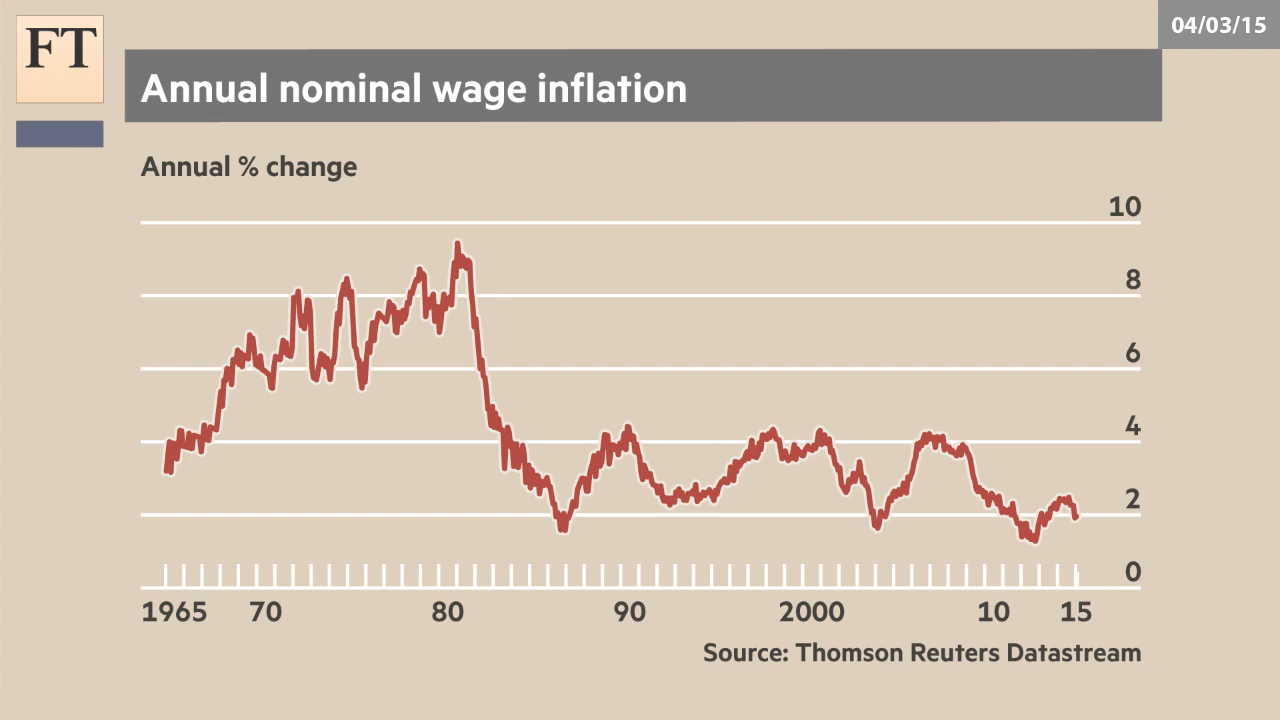 FT
04/03/15
Annual nominal wage inflation
Annual % change
10
8
6
4
2
0
1965 70 80 90 2000 10 15
Source: Thomson Reuters Datastream